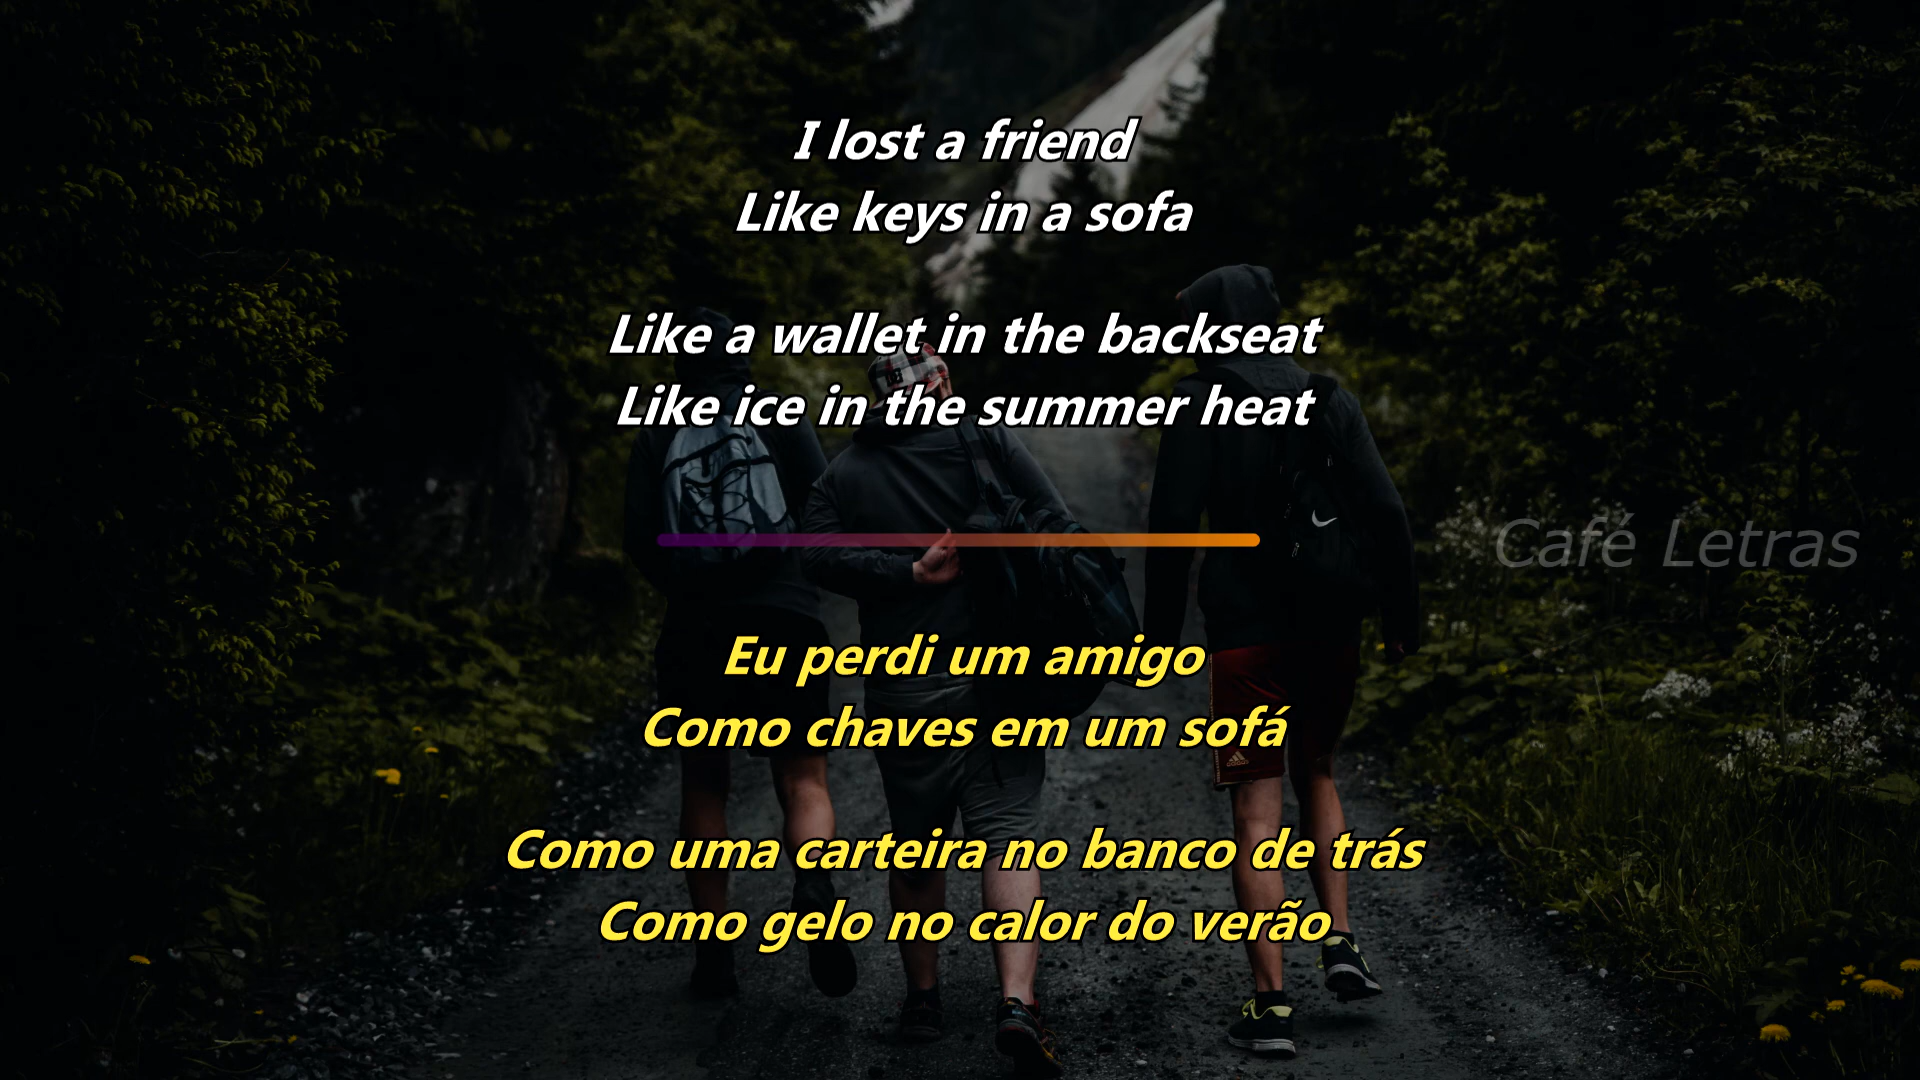 I lost a friend
Like keys in a sofa
Like a wallet in the backseat
Like ice in the summer heat
Café Letras
Eu perdi um amigo
Como chaves em um sofá
Como uma carteira no banco de trás
Como gelo no calor do verão